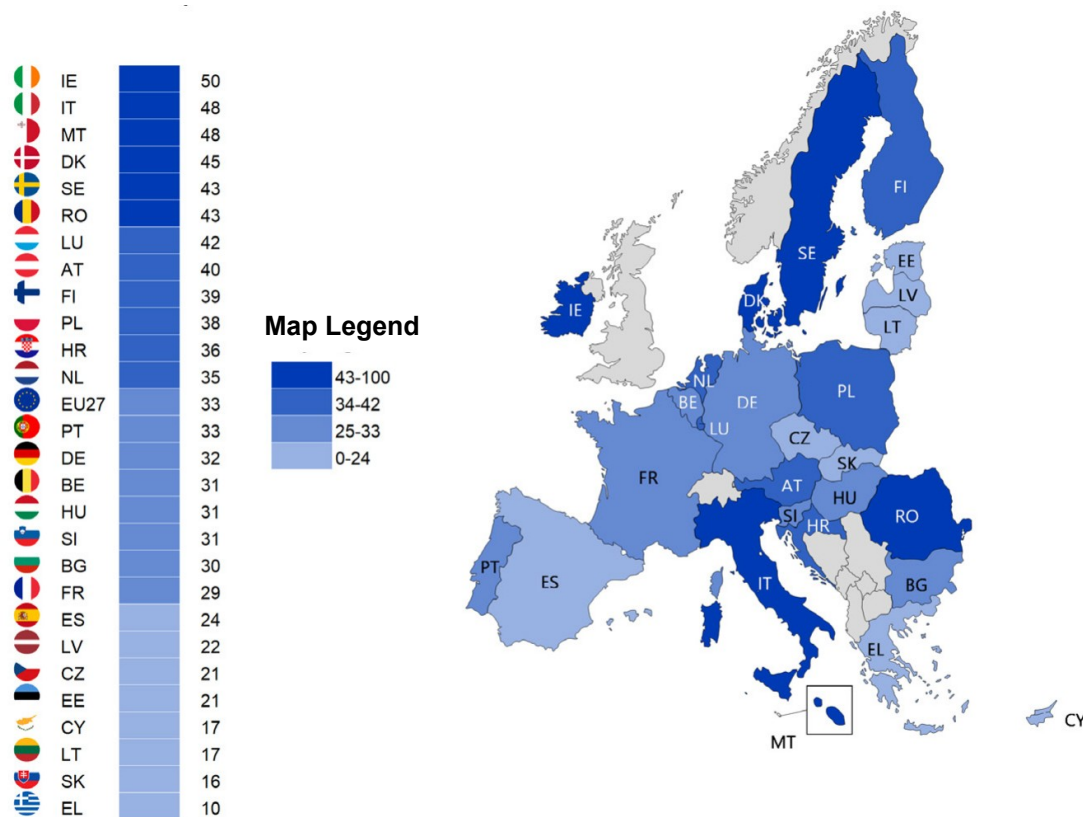 IE 50
IT 48
MT 48
DK 45
SE 43
RO 43
LU 42
AT 40
FI 39
PL 38
HR 36
NL 35
EU27 33
PT 33
DE 32
BE 31
HU 31
SI 31
BG 30
FR 29
ES 24
LV 22
CZ 21
EE 21
CY 17
LT 17
SK 16
EL 10
Map Legend
43-100
34-42
25-33
0-24
FI
SE
EE
LV
DK
IE
LT
NL
BE
DE
PL
LU
CZ
SK
FR
AT
HU
SI
HR
RO
PT
ES
IT
BG
EL
MT
CY